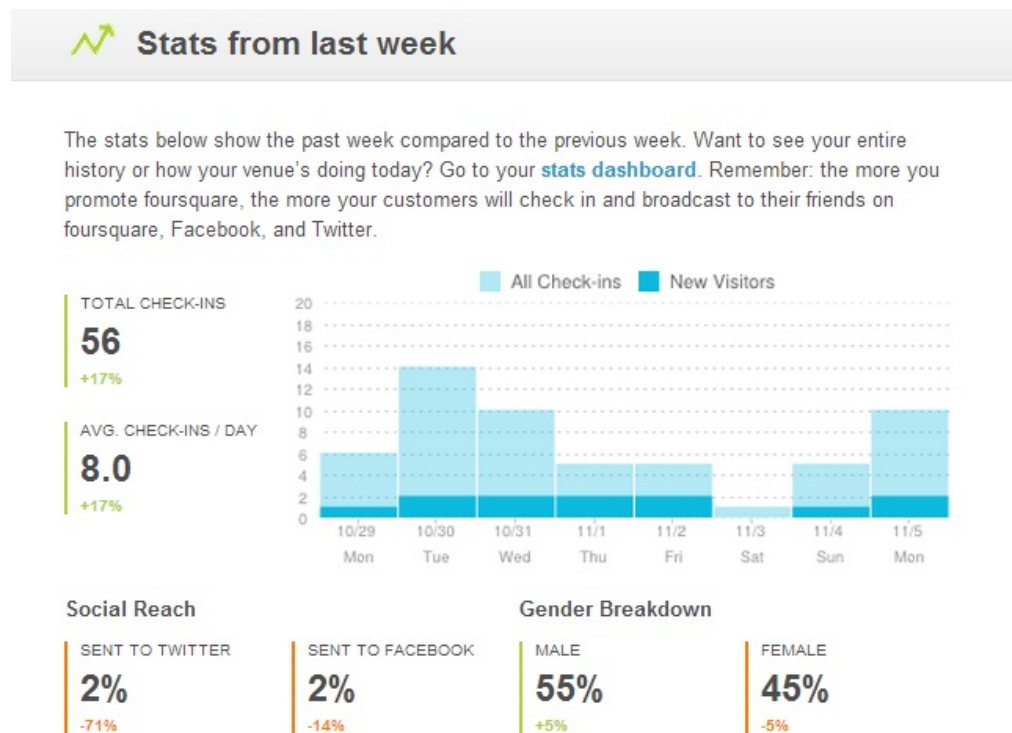 Stats from last week
The stats below show the past week compared to the previous week. Want to see your entire
history or how your venue's doing today? Go to your stats dashboard. Remember: the more you
promote foursquare, the more your customers will check in and broadcast to their friends on
foursquare, Facebook, and Twitter.
All Check-ins New Visitors
TOTAL CHECK-INS
56
+17%
AVG. CHECK-INS / DAY
8.0
+17%
20
18
16
14
12
10
8
6
4
2
0
10/29 10/30 10/31 11/1 11/2 11/3 11/4 11/5
Mon Tue Wed Thu Fri Sat Sun Mon
Social Reach
SENT TO TWITTER
2%
-71%
SENT TO FACEBOOK
2%
-14%
Gender Breakdown
MALE
55%
+5%
FEMALE
45%
-5%